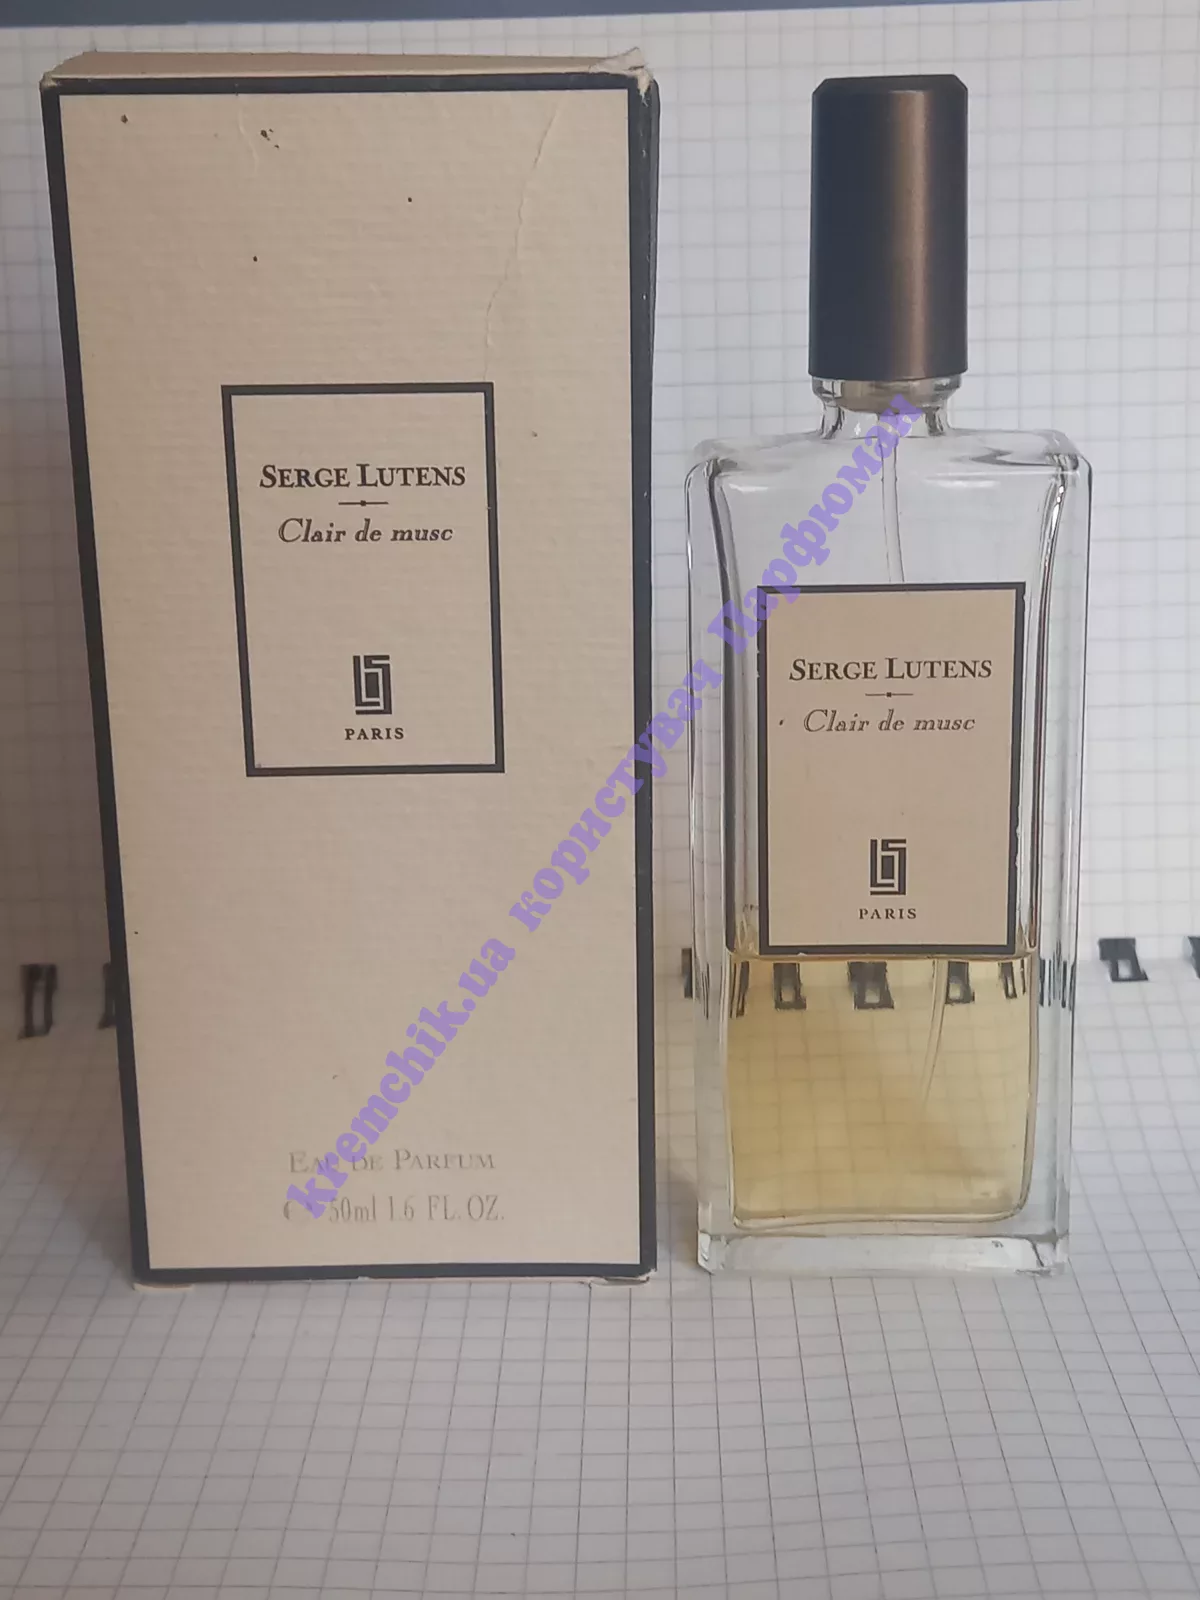 SERGE LUTENS
Clair de musc
PARIS
EAU DE PARFUM
50ml 1.6 FL. OZ.
SERGE LUTENS
Clair de musc
PARIS
kremchik.ua користувач Парфюман